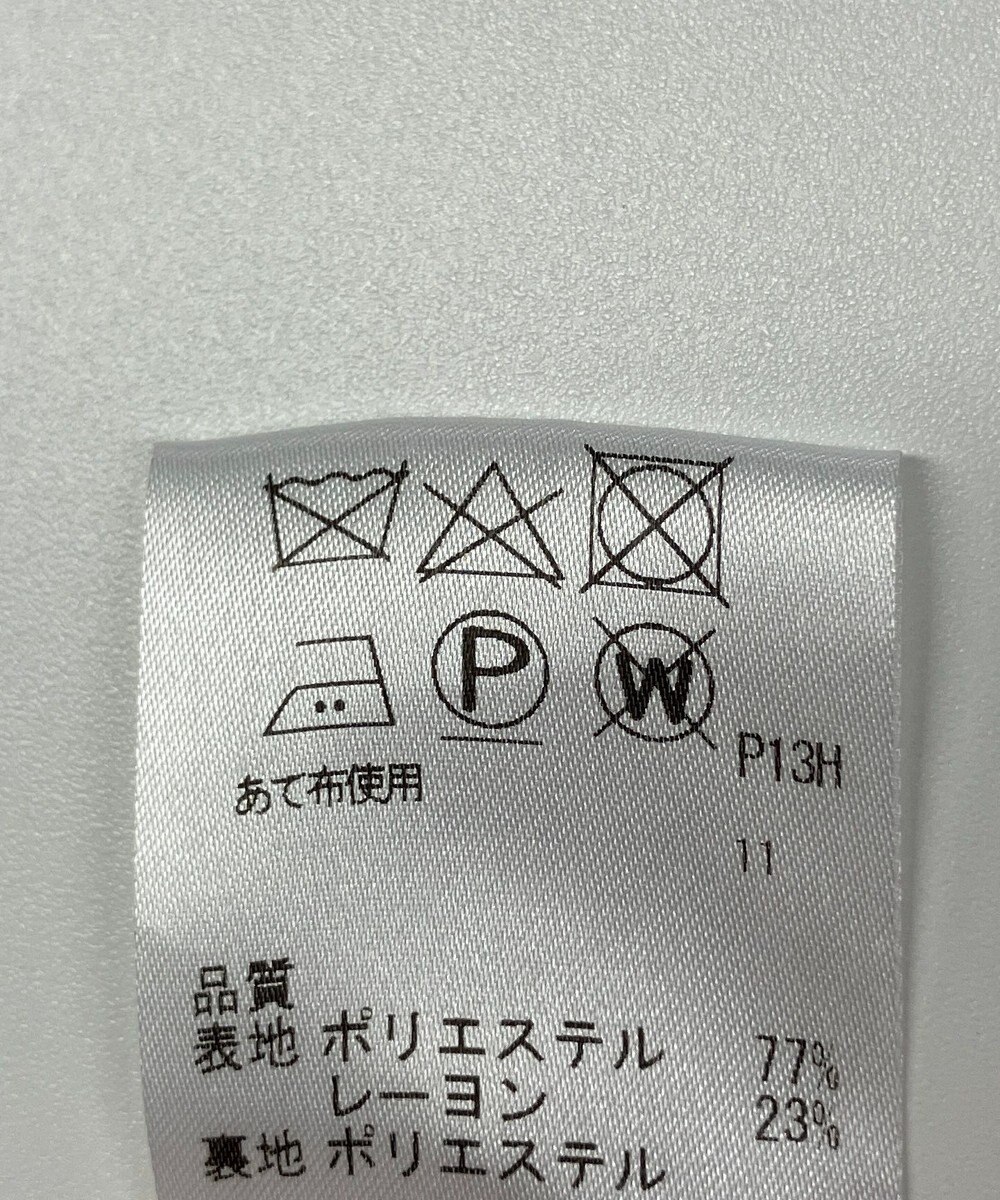 P W
P13H
あて布使用
11
品質
表地 ポリエステル 77%
レーヨン 23%
裏地 ポリエステル